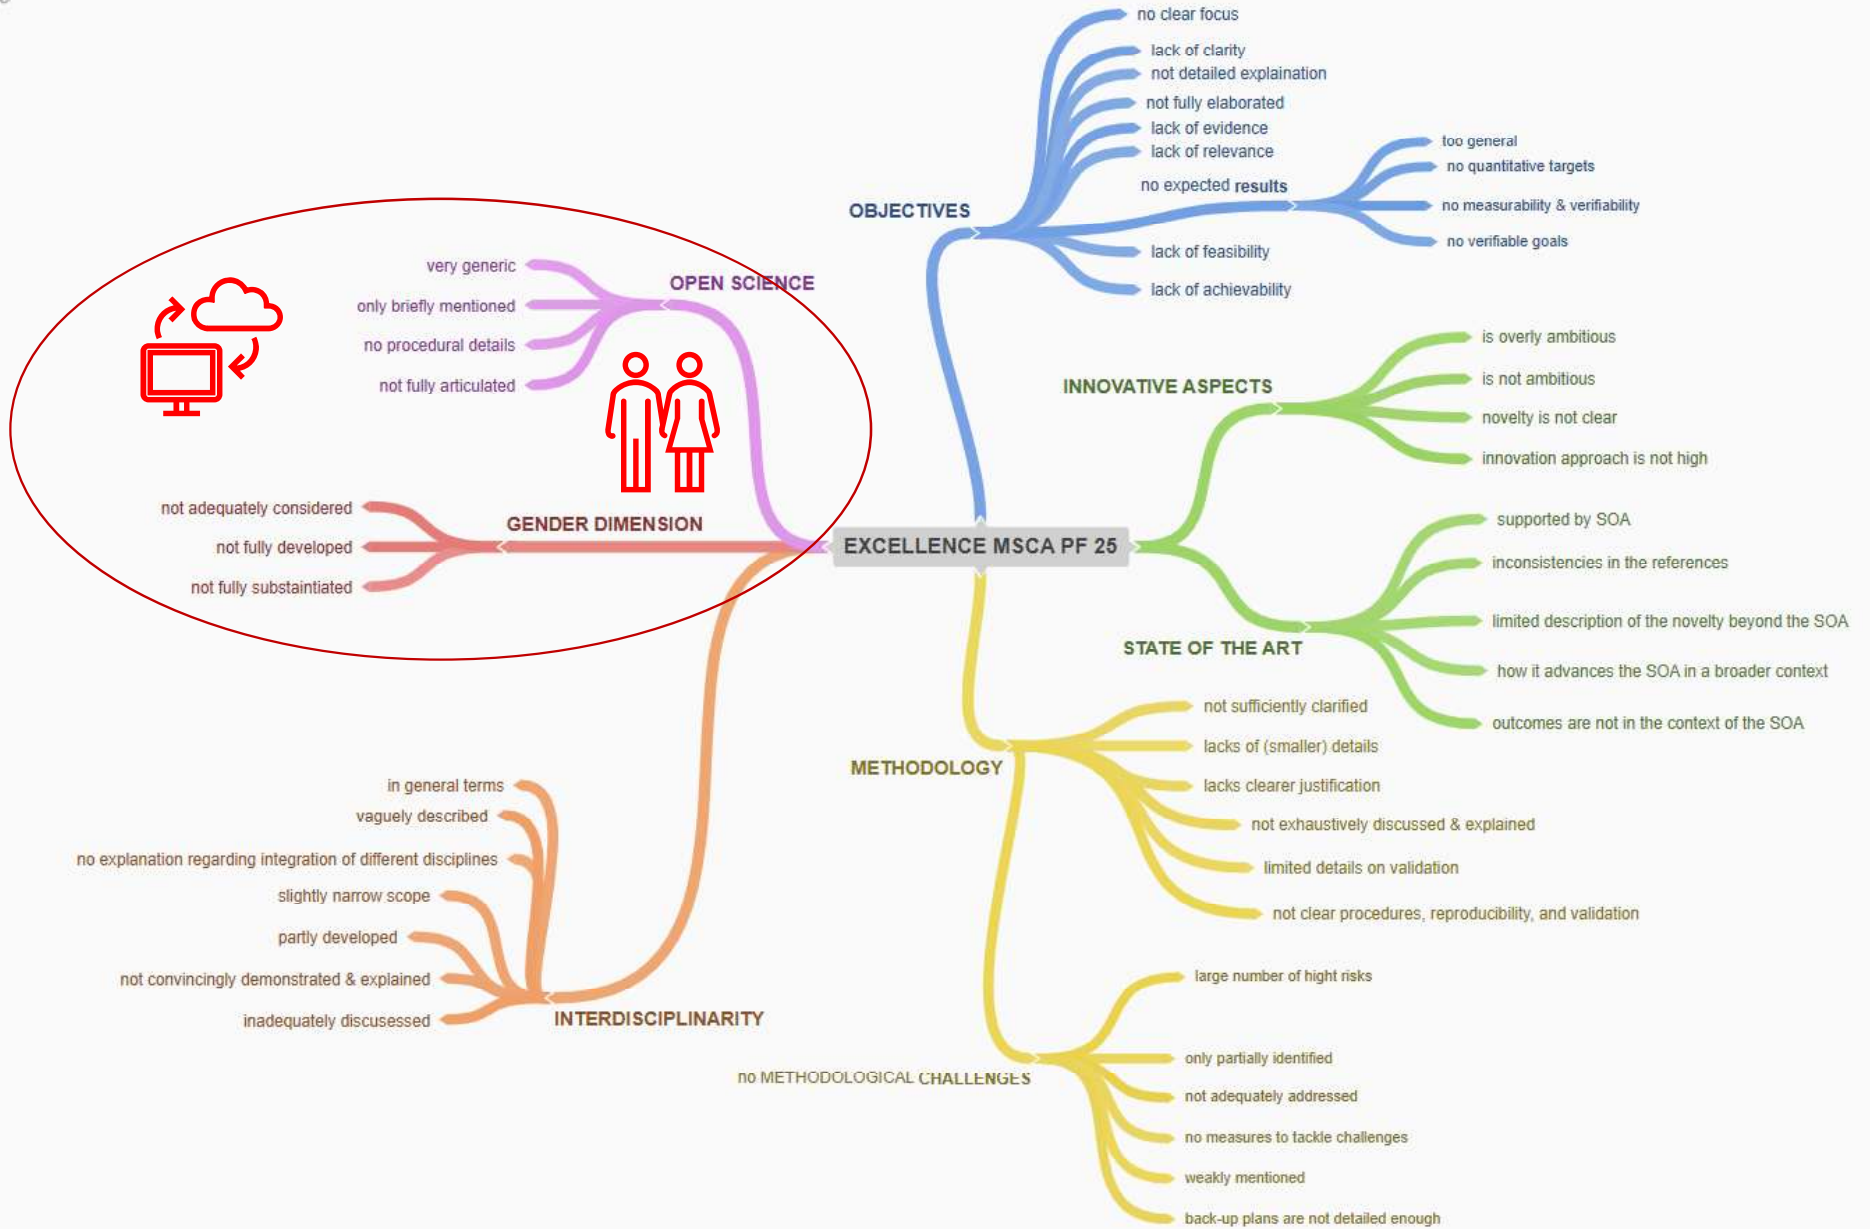 no clear focus
lack of clarity
not detailed explaination
not fully elaborated
lack of evidence
lack of relevance
no expected results
too general
no quantitative targets
no measurability & verifiability
no verifiable goals
OBJECTIVES
lack of feasibility
lack of achievability
OPEN SCIENCE
very generic
only briefly mentioned
no procedural details
not fully articulated
INNOVATIVE ASPECTS
is overly ambitious
is not ambitious
novelty is not clear
innovation approach is not high
GENDER DIMENSION
not adequately considered
not fully developed
not fully substaintiated
EXCELLENCE MSCA PF 25
STATE OF THE ART
supported by SOA
inconsistencies in the references
limited description of the novelty beyond the SOA
how it advances the SOA in a broader context
outcomes are not in the context of the SOA
METHODOLOGY
not sufficiently clarified
lacks of (smaller) details
lacks clearer justification
not exhaustively discussed & explained
limited details on validation
not clear procedures, reproducibility, and validation
in general terms
vaguely described
no explanation regarding integration of different disciplines
slightly narrow scope
partly developed
not convincingly demonstrated & explained
inadequately discusessed
INTERDISCIPLINARITY
no METHODOLOGICAL CHALLENGES
large number of hight risks
only partially identified
not adequately addressed
no measures to tackle challenges
weakly mentioned
back-up plans are not detailed enough